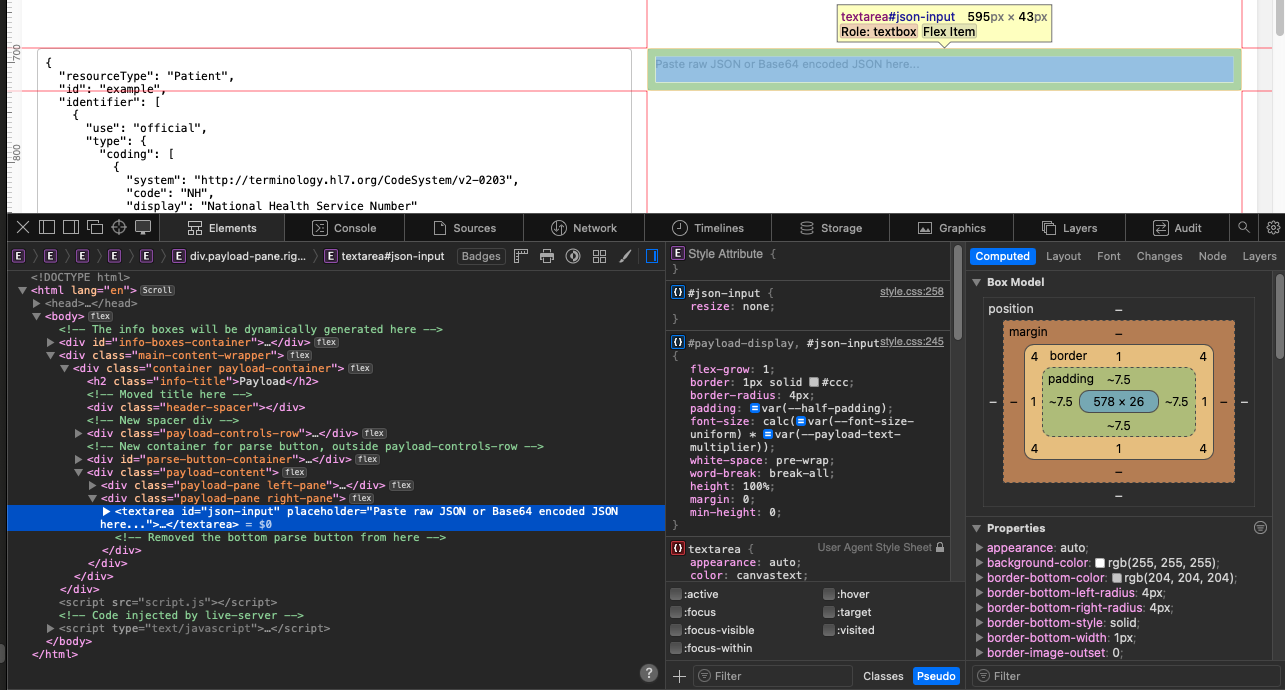 textarea#json-input 595px × 43px
Role: textbox Flex Item
700
800
{
"resourceType": "Patient",
"id": "example",
"identifier": [
{
"use": "official",
"type": {
"coding": [
{
"system": "http://terminology.hl7.org/CodeSystem/v2-0203",
"code": "NH",
"display": "National Health Service Number"
Paste raw JSON or Base64 encoded JSON here...
Elements Console Sources Network Timelines Storage Graphics Layers Audit
E E E E E E div.payload-pane.rig... E textarea#json-input Badges
<!DOCTYPE html>
<html lang="en"> Scroll
<head>…</head>
<body> flex
<!-- The info boxes will be dynamically generated here -->
<div id="info-boxes-container">…</div> flex
<div class="main-content-wrapper"> flex
<div class="container payload-container"> flex
<h2 class="info-title">Payload</h2>
<!-- Moved title here -->
<div class="header-spacer"></div>
<!-- New spacer div -->
<div class="payload-controls-row">…</div> flex
<!-- New container for parse button, outside payload-controls-row -->
<div id="parse-button-container">…</div> flex
<div class="payload-content"> flex
<div class="payload-pane left-pane">…</div> flex
<div class="payload-pane right-pane"> flex
<textarea id="json-input" placeholder="Paste raw JSON or Base64 encoded JSON
here...">…</textarea> = $0
<!-- Removed the bottom parse button from here -->
</div>
</div>
</div>
</div>
<script src="script.js"></script>
<!-- Code injected by live-server -->
<script type="text/javascript">…</script>
</body>
</html>
?
E Style Attribute {
}
{} #json-input { style.css:258
resize: none;
}
{} #payload-display, #json-input style.css:245
{
flex-grow: 1;
border: 1px solid #ccc;
border-radius: 4px;
padding: var(--half-padding);
font-size: calc(var(--font-size-
uniform) * var(--payload-text-
multiplier));
white-space: pre-wrap;
word-break: break-all;
height: 100%;
margin: 0;
min-height: 0;
}
{} textarea { User Agent Style Sheet
appearance: auto;
color: canvastext;
:active :hover
:focus :target
:focus-visible :visited
:focus-within
+ Filter Classes Pseudo
Computed Layout Font Changes Node Layers
Box Model
position –
margin –
4 border 1 4
padding ~7.5
– – 1 ~7.5 578 × 26 ~7.5 1 – –
~7.5
4 1 4
–
–
Properties
appearance: auto;
background-color: rgb(255, 255, 255);
border-bottom-color: rgb(204, 204, 204);
border-bottom-left-radius: 4px;
border-bottom-right-radius: 4px;
border-bottom-style: solid;
border-bottom-width: 1px;
border-image-outset: 0;
Filter